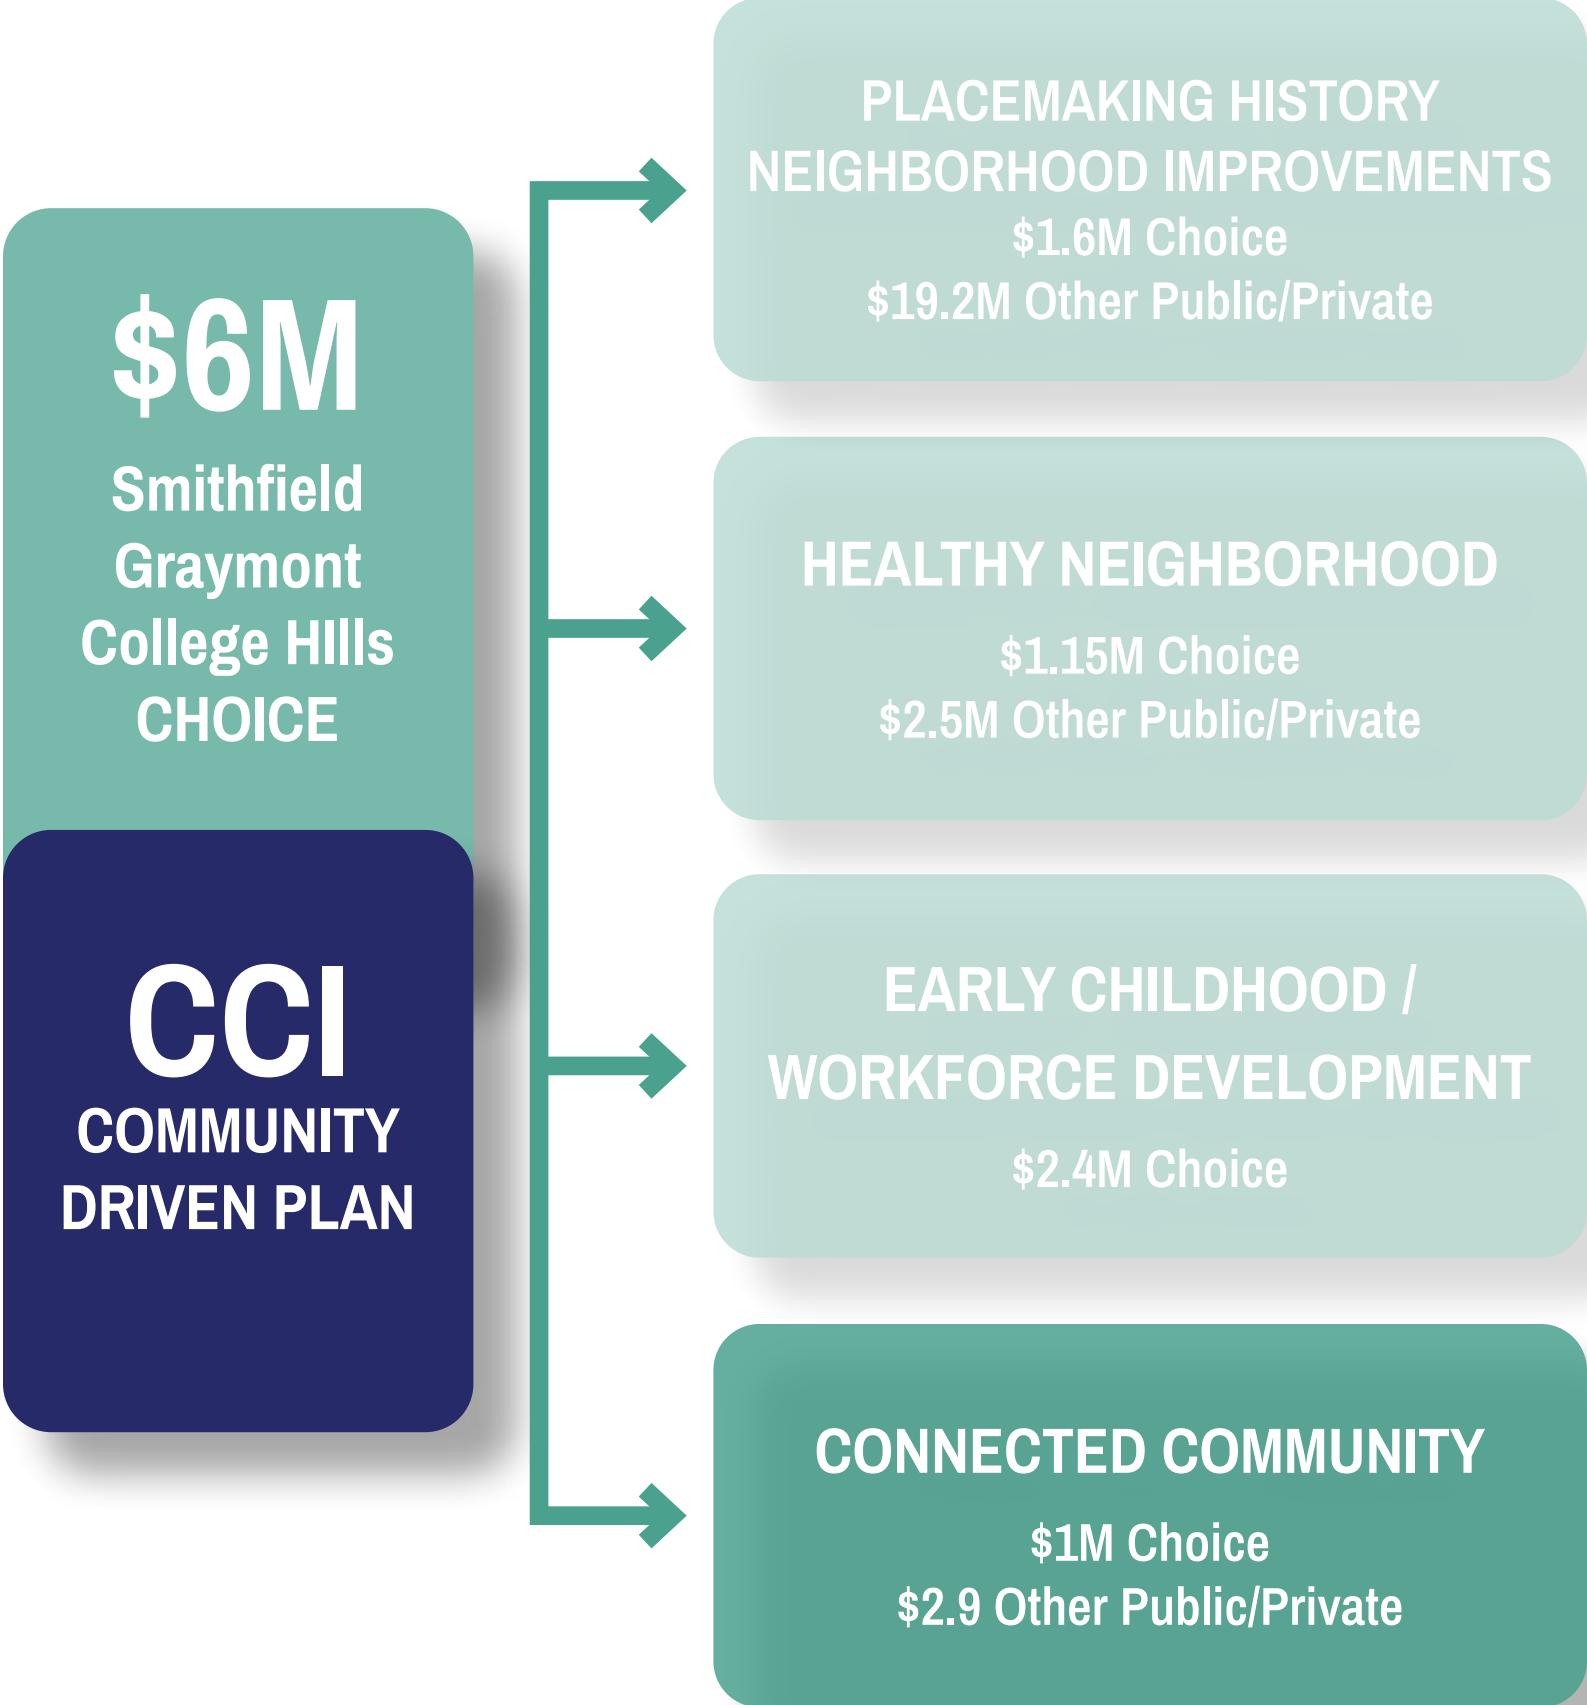 $6M
Smithfield
Graymont
College HIlls
CHOICE
CCI
COMMUNITY
DRIVEN PLAN
PLACEMAKING HISTORY
NEIGHBORHOOD IMPROVEMENTS
$1.6M Choice
$19.2M Other Public/Private
HEALTHY NEIGHBORHOOD
$1.15M Choice
$2.5M Other Public/Private
EARLY CHILDHOOD /
WORKFORCE DEVELOPMENT
$2.4M Choice
CONNECTED COMMUNITY
$1M Choice
$2.9 Other Public/Private